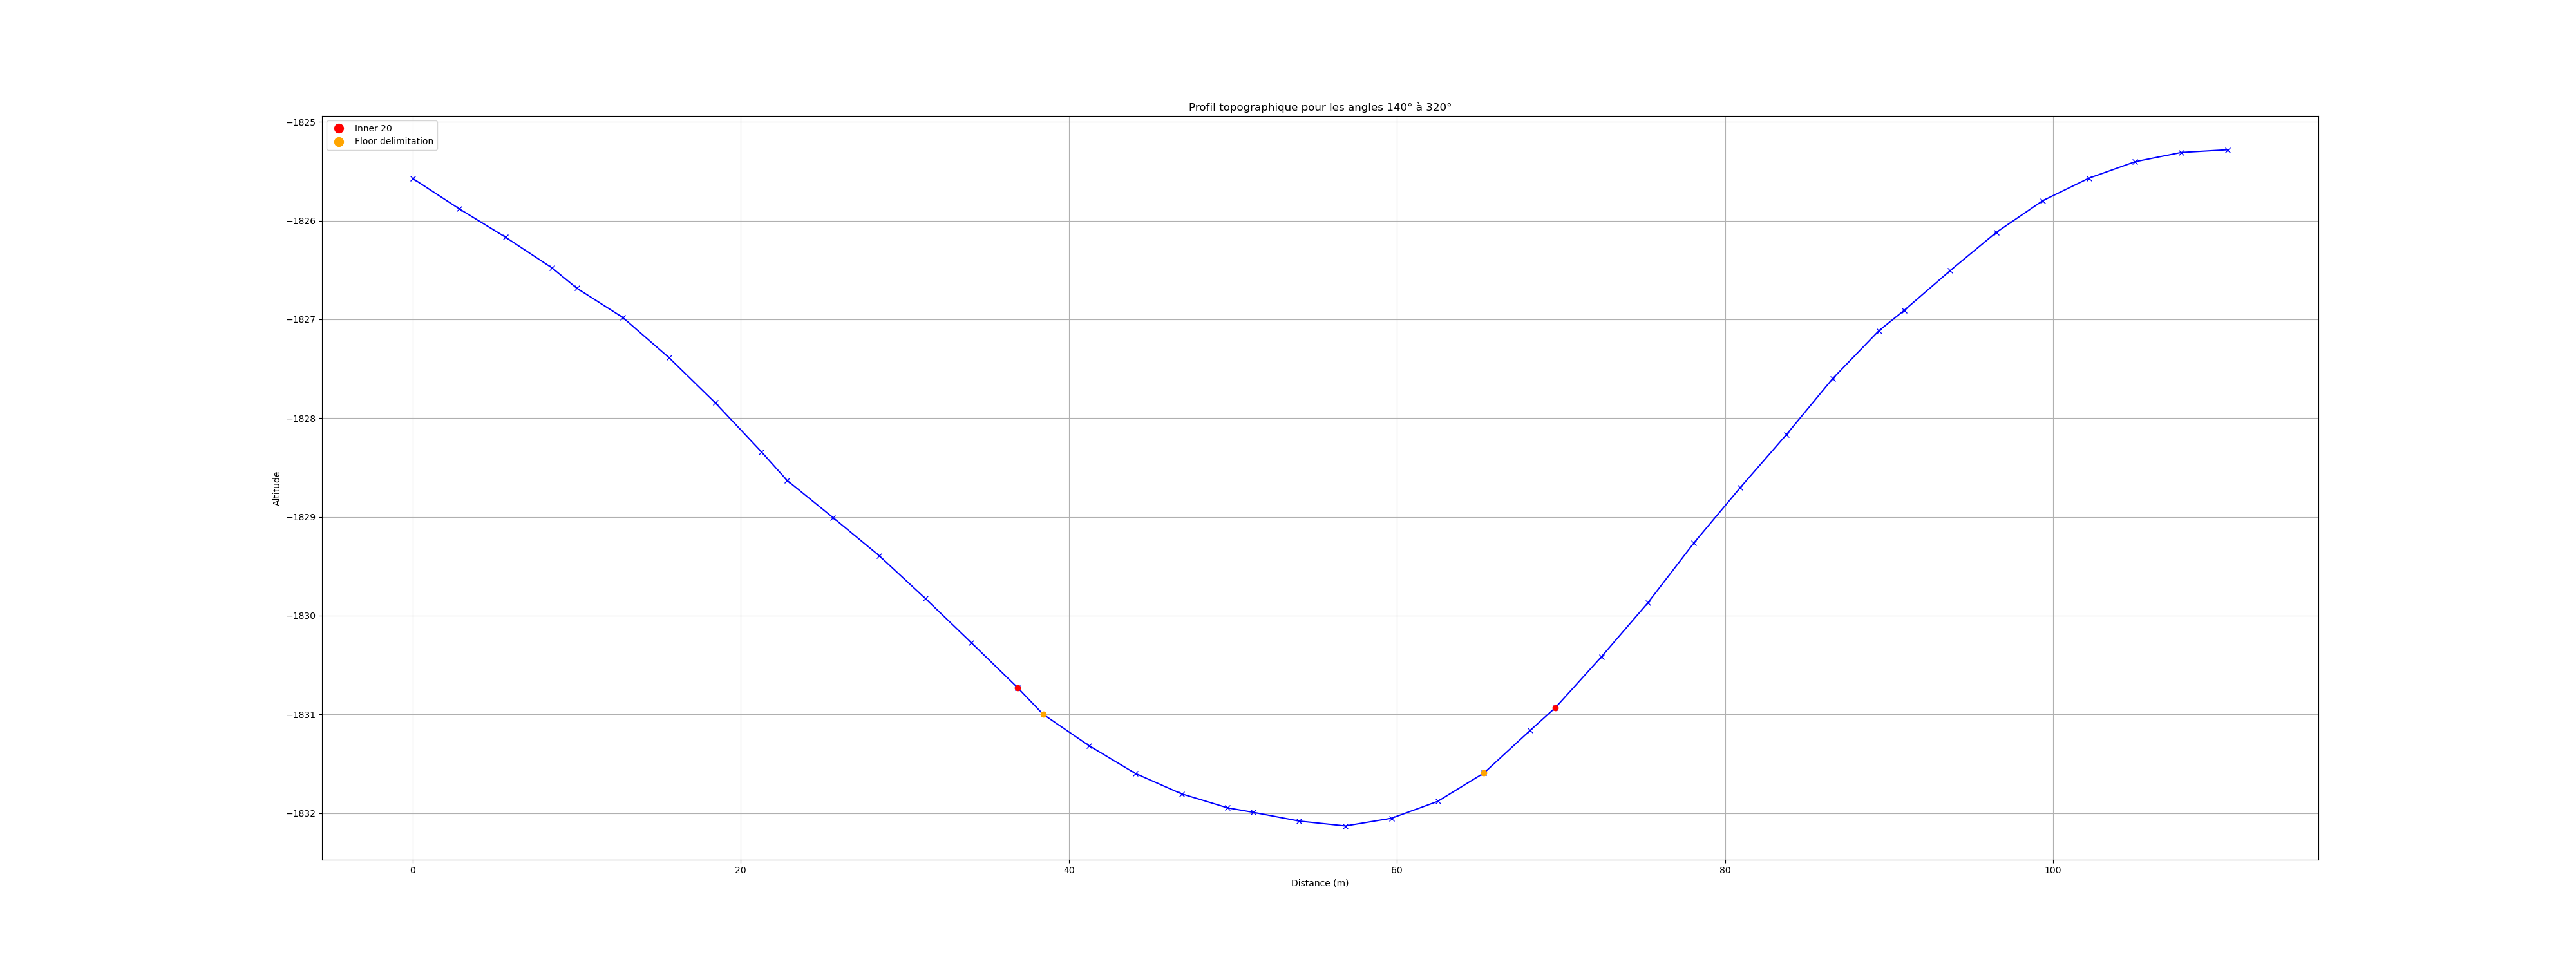 Profil topographique pour les angles 140° à 320°
Inner 20
Floor delimitation
−1825
−1826
−1827
−1828
−1829
−1830
−1831
−1832
Altitude
0 20 40 60 80 100
Distance (m)